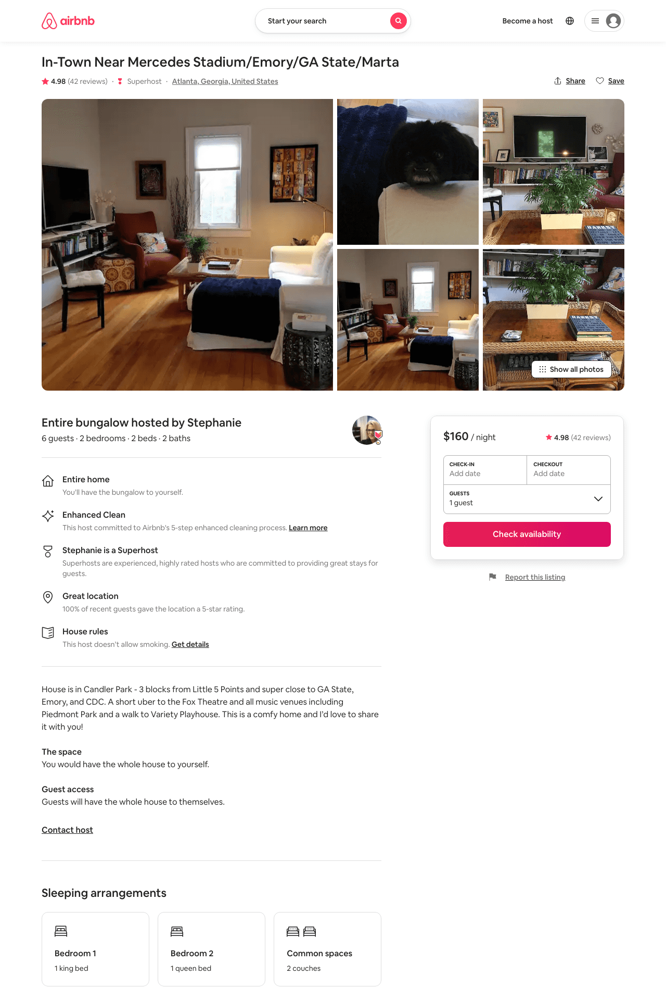 airbnb
Start your search
Become a host
In-Town Near Mercedes Stadium/Emory/GA State/Marta
4.98 (42 reviews) · Superhost · Atlanta, Georgia, United States
Share
Save
BANKSY
BANKSY
Show all photos
Entire bungalow hosted by Stephanie
6 guests · 2 bedrooms · 2 beds · 2 baths
$160 / night
4.98 (42 reviews)
CHECK-IN
Add date
CHECKOUT
Add date
GUESTS
1 guest
Check availability
Report this listing
Entire home
You’ll have the bungalow to yourself.
Enhanced Clean
This host committed to Airbnb's 5-step enhanced cleaning process. Learn more
Stephanie is a Superhost
Superhosts are experienced, highly rated hosts who are committed to providing great stays for
guests.
Great location
100% of recent guests gave the location a 5-star rating.
House rules
This host doesn’t allow smoking. Get details
House is in Candler Park - 3 blocks from Little 5 Points and super close to GA State,
Emory, and CDC. A short uber to the Fox Theatre and all music venues including
Piedmont Park and a walk to Variety Playhouse. This is a comfy home and I’d love to share
it with you!
The space
You would have the whole house to yourself.
Guest access
Guests will have the whole house to themselves.
Contact host
Sleeping arrangements
Bedroom 1
1 king bed
Bedroom 2
1 queen bed
Common spaces
2 couches